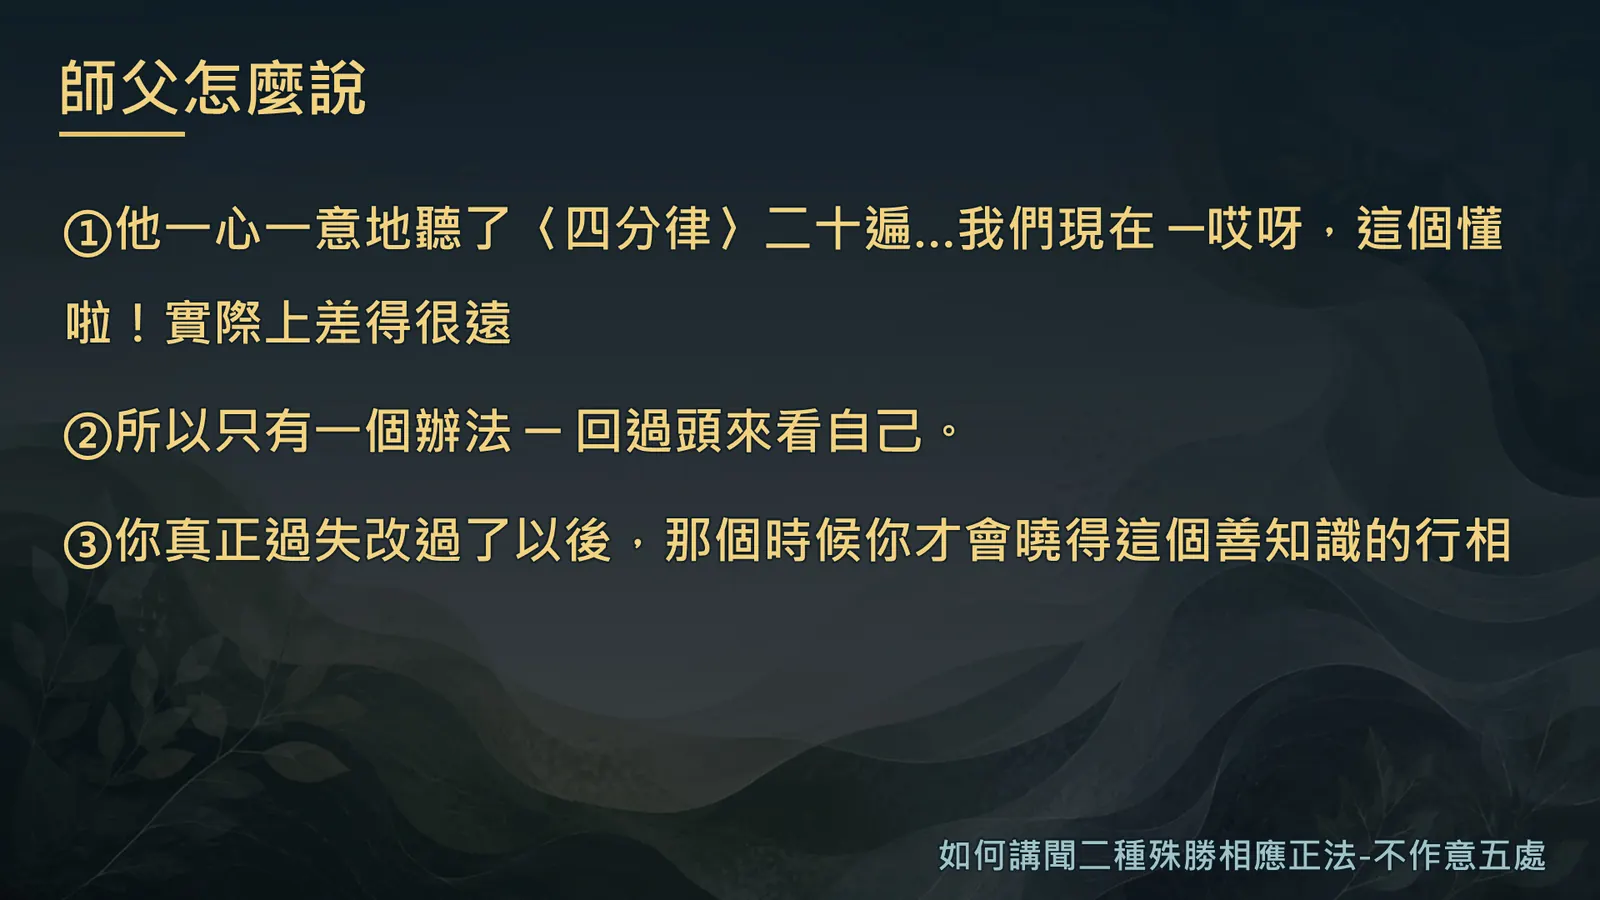 師父怎麼說
①他一心一意地聽了〈四分律〉二十遍...我們現在 ─哎呀，這個懂
啦！實際上差得很遠
②所以只有一個辦法 ─ 回過頭來看自己。
③你真正過失改過了以後，那個時候你才會曉得這個善知識的行相
如何講聞二種殊勝相應正法-不作意五處